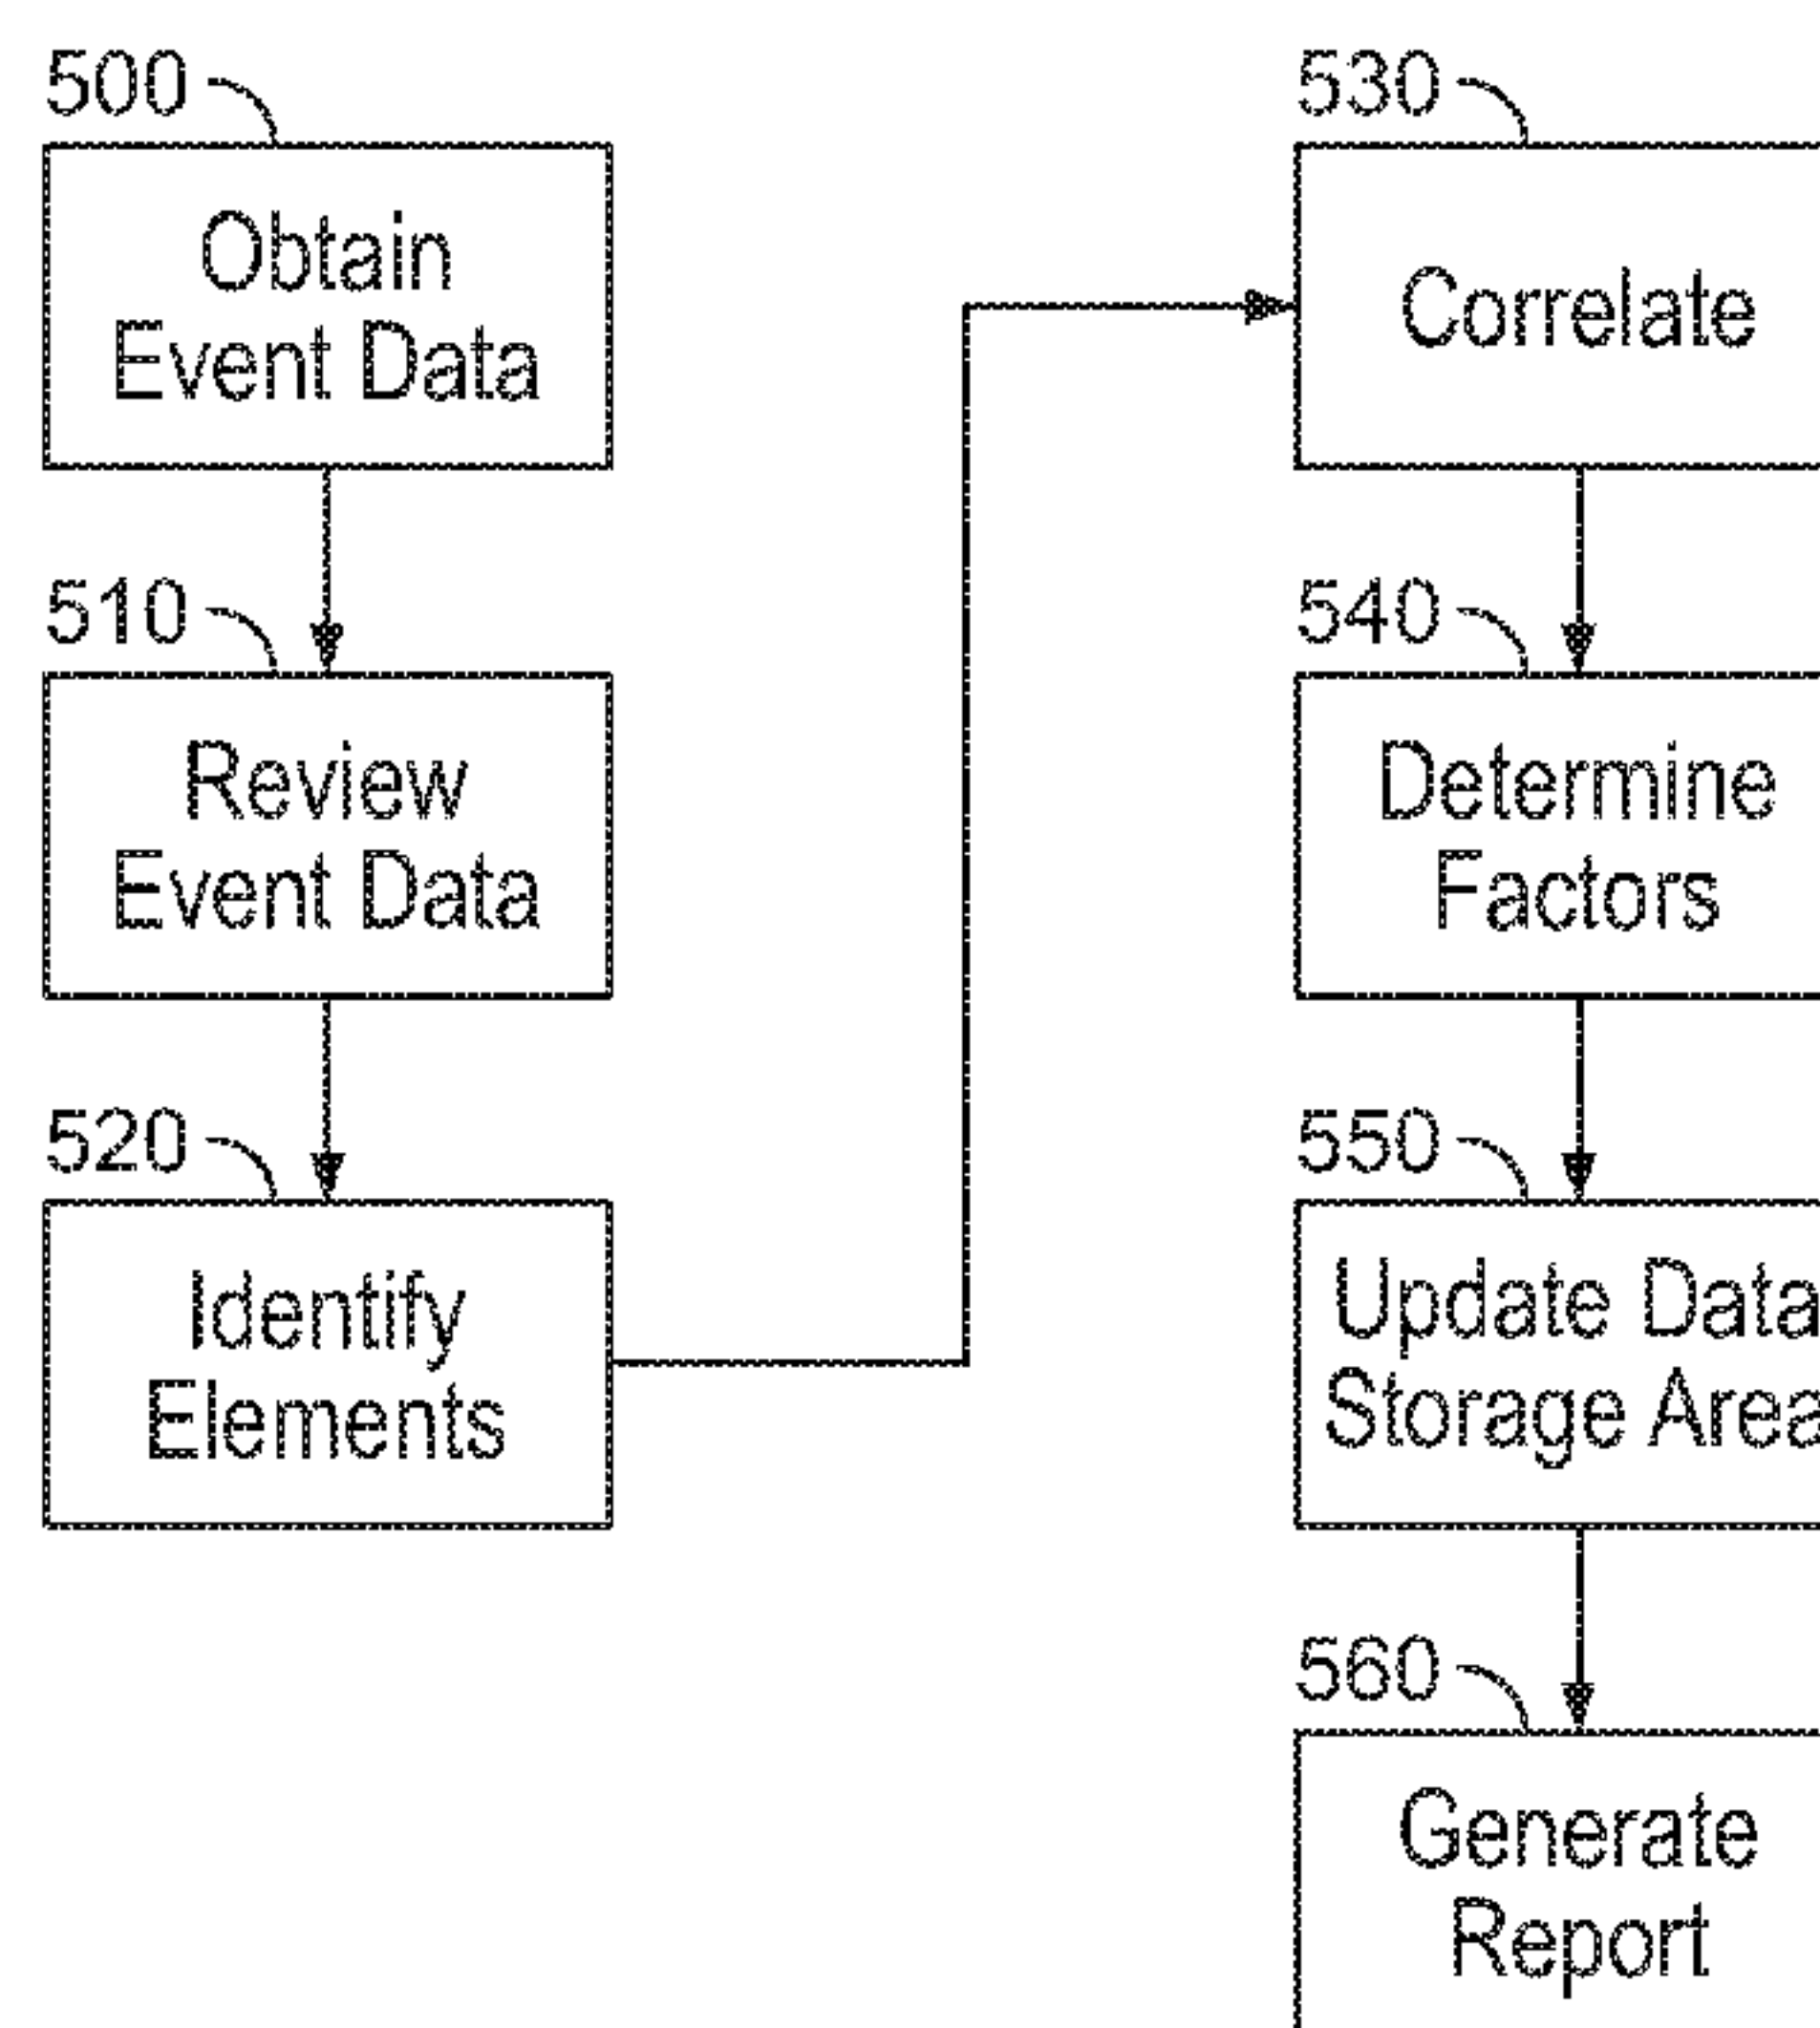 500
Obtain
Event Data
510
Review
Event Data
520
Identify
Elements
530
Correlate
540
Determine
Factors
550
Update Data
Storage Area
560
Generate
Report